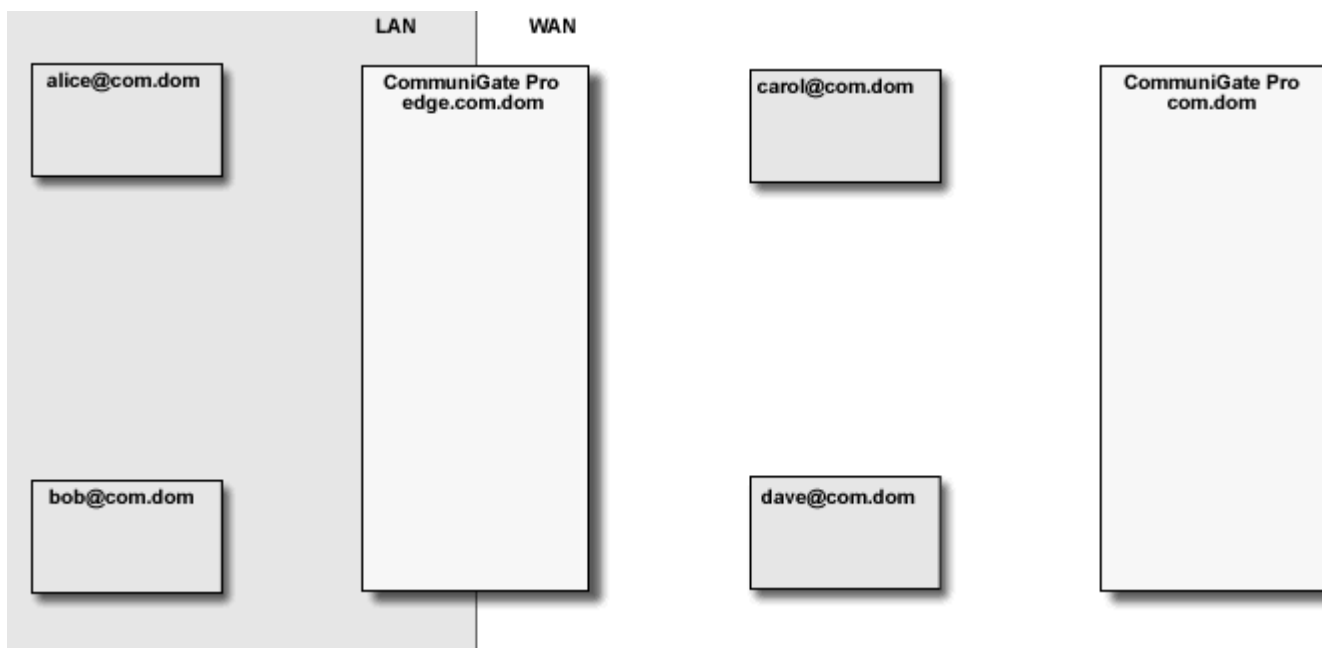 LAN
WAN
alice@com.dom
CommuniGate Pro
edge.com.dom
carol@com.dom
CommuniGate Pro
com.dom
bob@com.dom
dave@com.dom